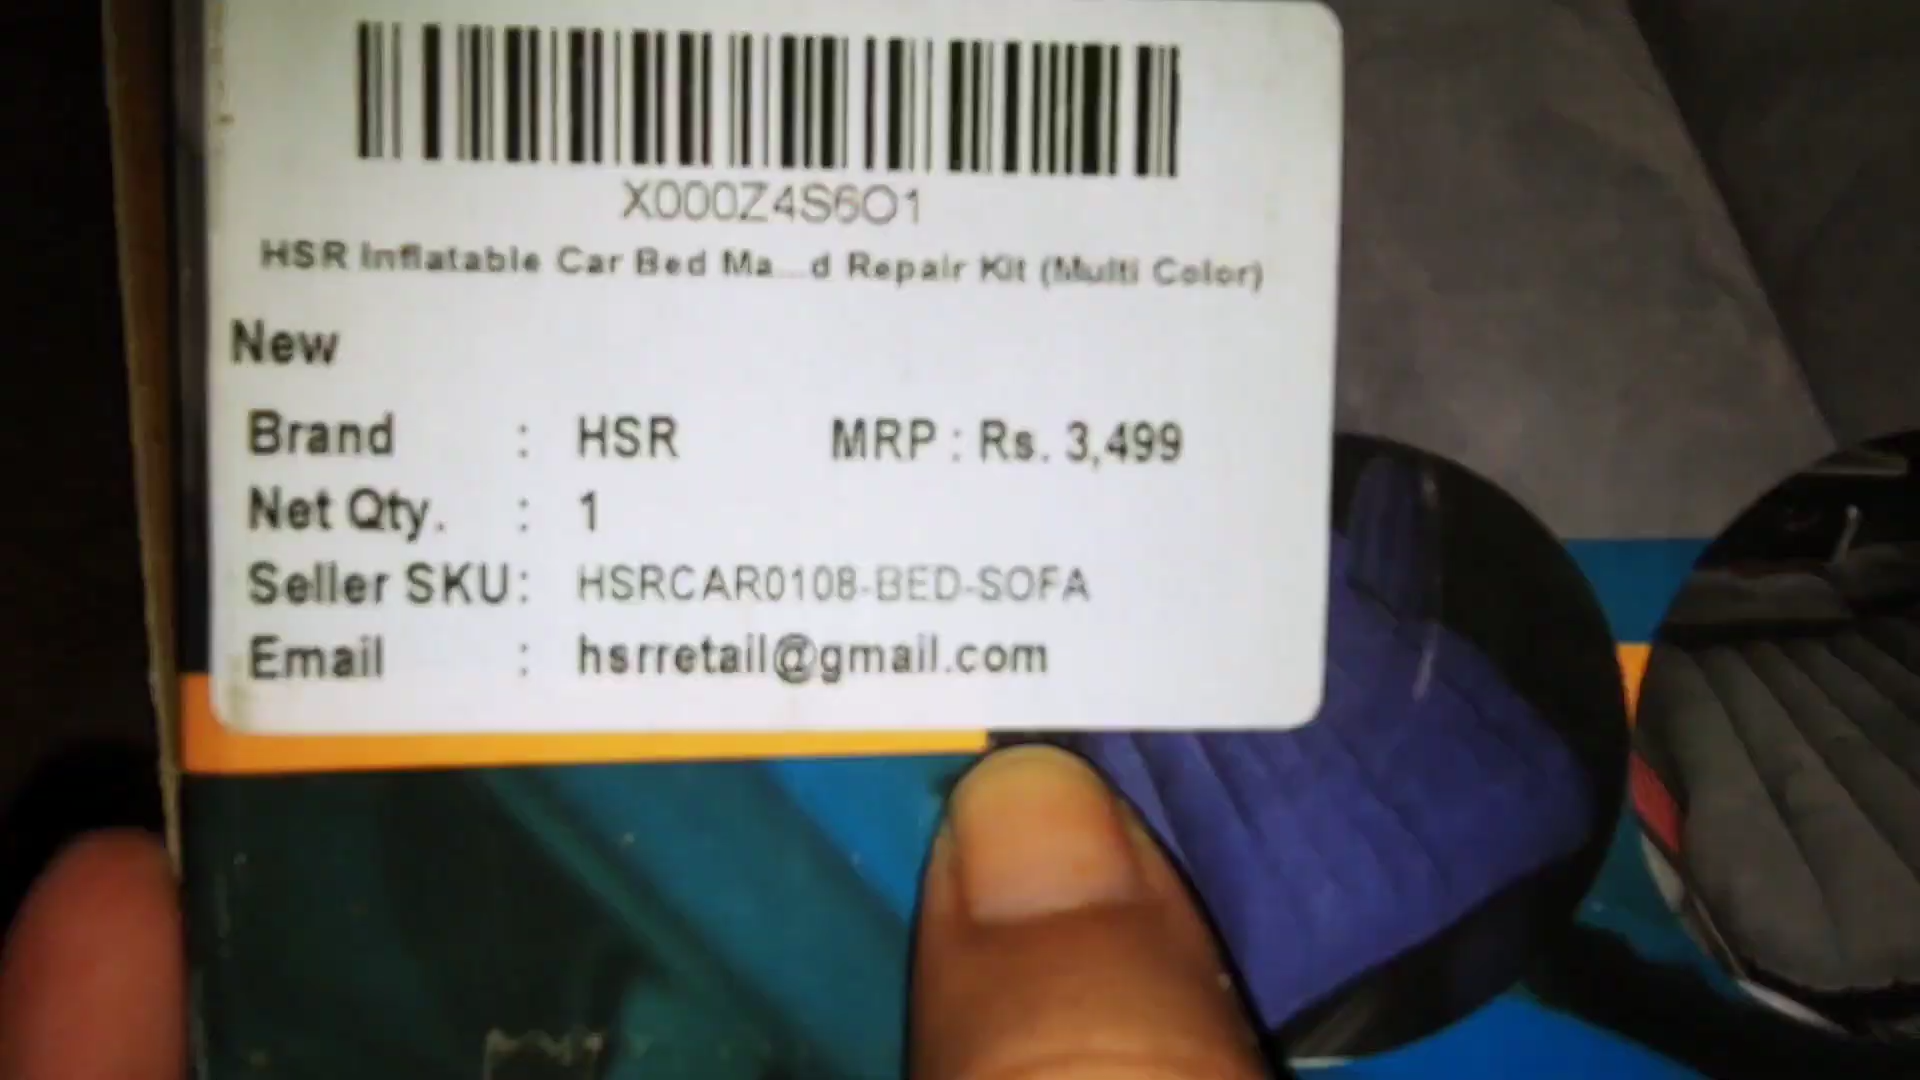 X000Z4S6O1
HSR Inflatable Car Bed Ma...d Repair Kit (Multi Color)
New
Brand : HSR MRP : Rs. 3,499
Net Qty. : 1
Seller SKU: HSRCAR0108-BED-SOFA
Email : hsrretail@gmail.com